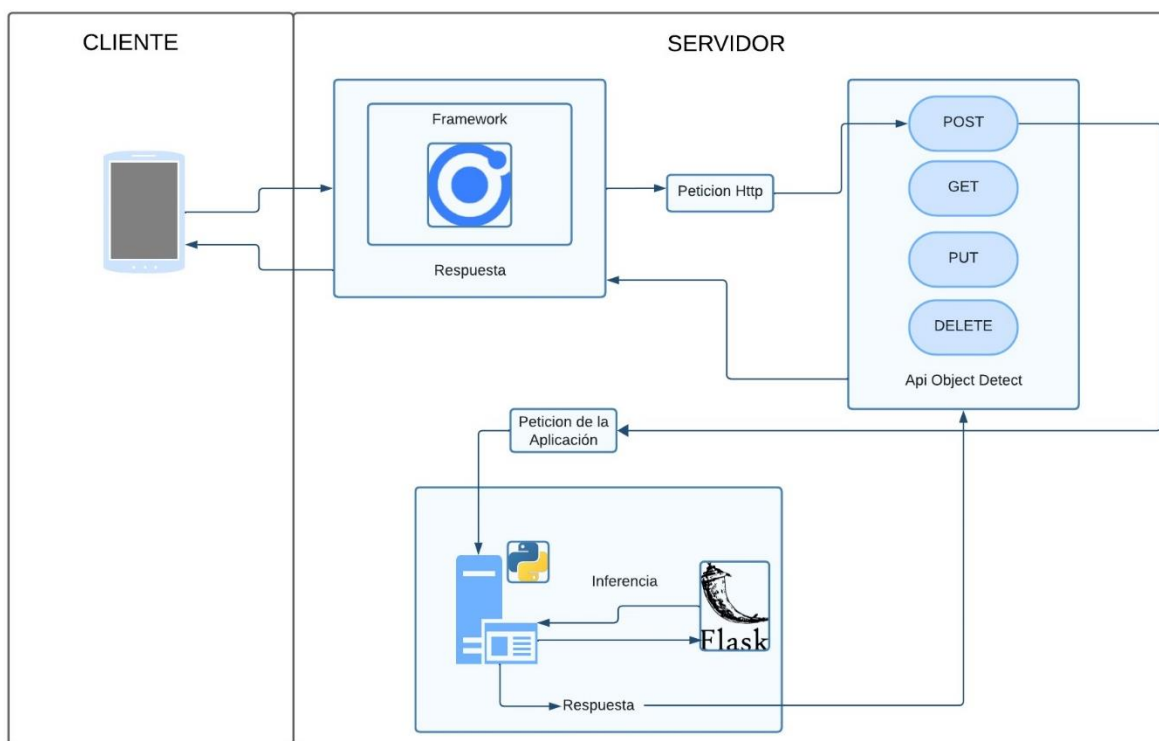 CLIENTE
SERVIDOR
Framework
Respuesta
Peticion Http
POST
GET
PUT
DELETE
Api Object Detect
Peticion de la
Aplicación
Inferencia
Flask
Respuesta